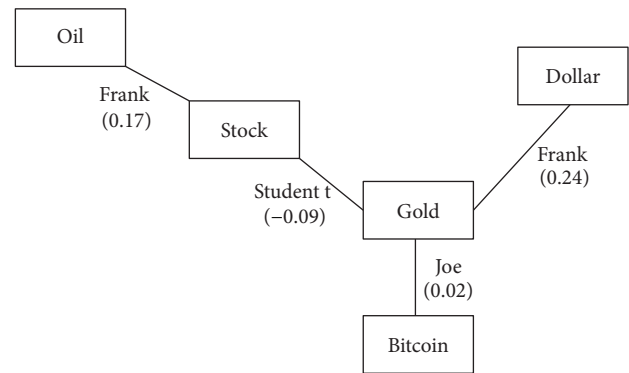 Oil
Dollar
Frank
(0.17)
Stock
Frank
(0.24)
Student t
(−0.09)
Gold
Joe
(0.02)
Bitcoin